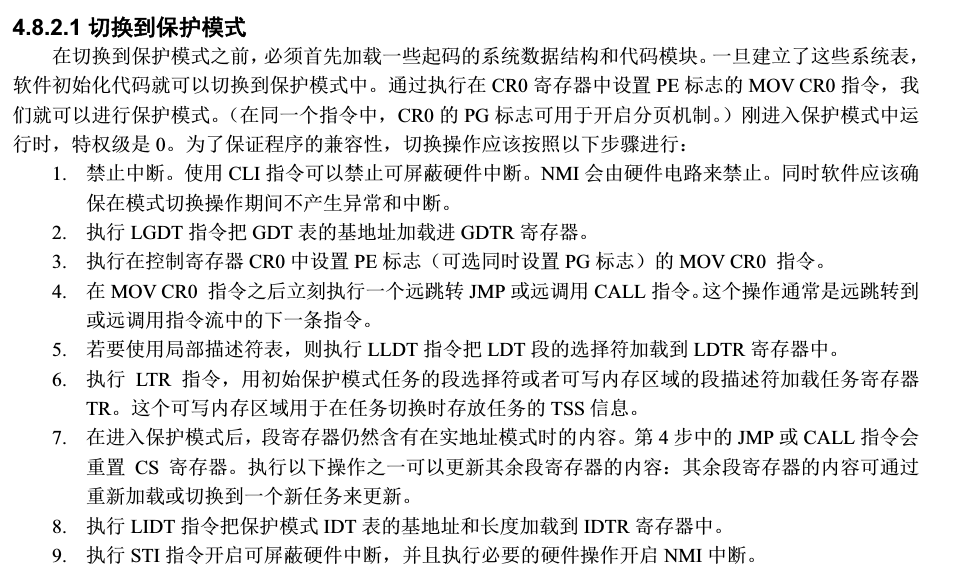 4.8.2.1 切换到保护模式
在切换到保护模式之前，必须首先加载一些起码的系统数据结构和代码模块。一旦建立了这些系统表，
软件初始化代码就可以切换到保护模式中。通过执行在 CR0 寄存器中设置 PE 标志的 MOV CR0 指令，我
们就可以进行保护模式。（在同一个指令中，CR0 的 PG 标志可用于开启分页机制。）刚进入保护模式中运
行时，特权级是 0。为了保证程序的兼容性，切换操作应该按照以下步骤进行：
1. 禁止中断。使用 CLI 指令可以禁止可屏蔽硬件中断。NMI 会由硬件电路来禁止。同时软件应该确
保在模式切换操作期间不产生异常和中断。
2. 执行 LGDT 指令把 GDT 表的基地址加载进 GDTR 寄存器。
3. 执行在控制寄存器 CR0 中设置 PE 标志（可选同时设置 PG 标志）的 MOV CR0 指令。
4. 在 MOV CR0 指令之后立刻执行一个远跳转 JMP 或远调用 CALL 指令。这个操作通常是远跳转到
或远调用指令流中的下一条指令。
5. 若要使用局部描述符表，则执行 LLDT 指令把 LDT 段的选择符加载到 LDTR 寄存器中。
6. 执行 LTR 指令，用初始保护模式任务的段选择符或者可写内存区域的段描述符加载任务寄存器
TR。这个可写内存区域用于在任务切换时存放任务的 TSS 信息。
7. 在进入保护模式后，段寄存器仍然含有在实地址模式时的内容。第 4 步中的 JMP 或 CALL 指令会
重置 CS 寄存器。执行以下操作之一可以更新其余段寄存器的内容：其余段寄存器的内容可通过
重新加载或切换到一个新任务来更新。
8. 执行 LIDT 指令把保护模式 IDT 表的基地址和长度加载到 IDTR 寄存器中。
9. 执行 STI 指令开启可屏蔽硬件中断，并且执行必要的硬件操作开启 NMI 中断。